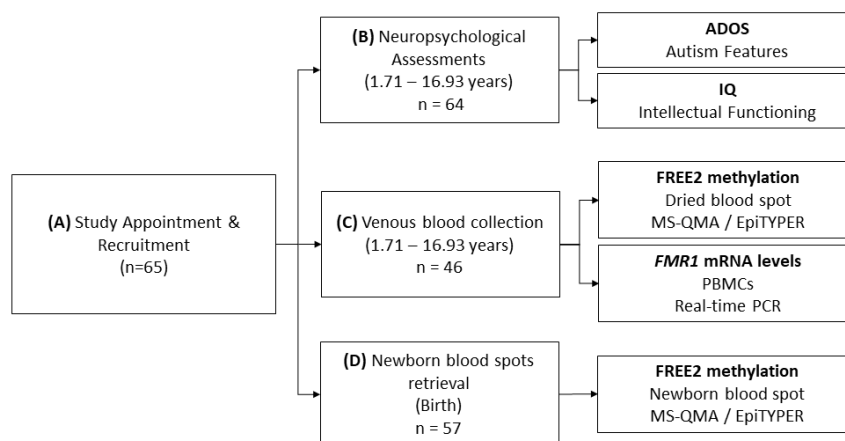 (A) Study Appointment &
Recruitment
(n=65)
(B) Neuropsychological
Assessments
(1.71 – 16.93 years)
n = 64
ADOS
Autism Features
IQ
Intellectual Functioning
(C) Venous blood collection
(1.71 – 16.93 years)
n = 46
FREE2 methylation
Dried blood spot
MS-QMA / EpiTYPER
FMR1 mRNA levels
PBMCs
Real-time PCR
(D) Newborn blood spots
retrieval
(Birth)
n = 57
FREE2 methylation
Newborn blood spot
MS-QMA / EpiTYPER